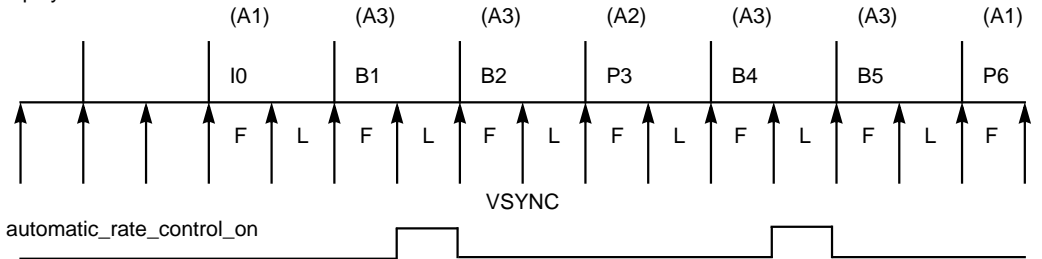 (A1) (A3) (A3) (A2) (A3) (A3) (A1)
I0 B1 B2 P3 B4 B5 P6
F L F L F L F L F L F L F
VSYNC
automatic_rate_control_on